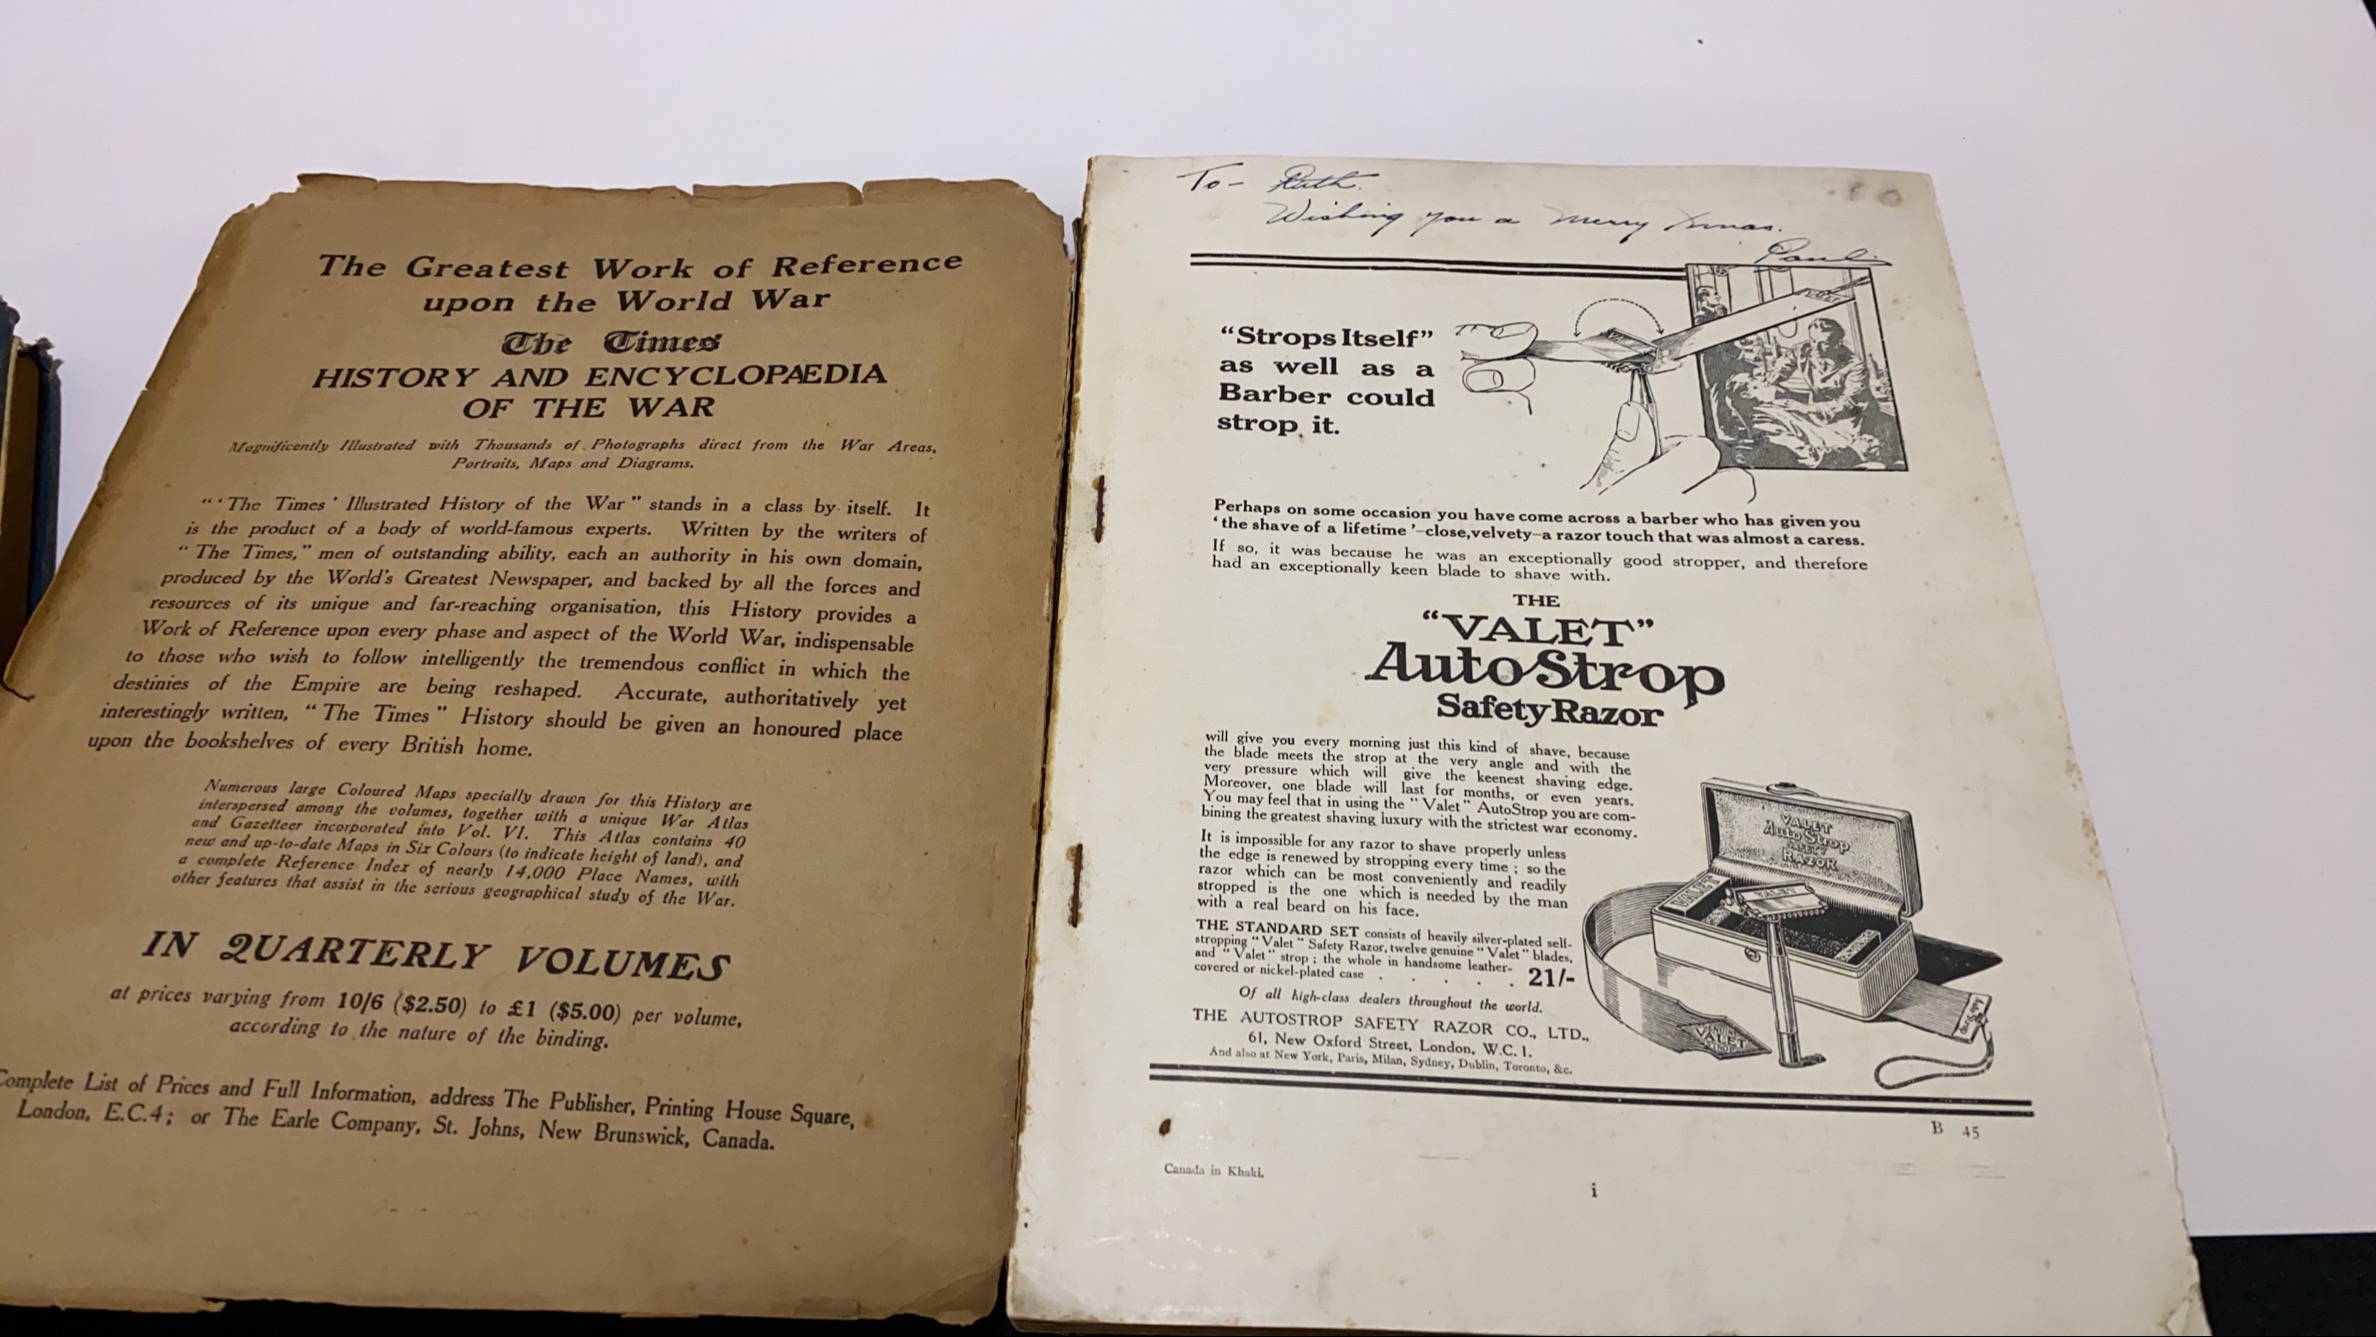 The Greatest Work of Reference
upon the World War
The Times
HISTORY AND ENCYCLOPÆDIA
OF THE WAR
Magnificently Illustrated with Thousands of Photographs direct from the War Areas,
Portraits, Maps and Diagrams.
"'The Times' Illustrated History of the War" stands in a class by itself. It
is the product of a body of world-famous experts. Written by the writers of
"The Times," men of outstanding ability, each an authority in his own domain,
produced by the World's Greatest Newspaper, and backed by all the forces and
resources of its unique and far-reaching organisation, this History provides a
Work of Reference upon every phase and aspect of the World War, indispensable
to those who wish to follow intelligently the tremendous conflict in which the
destinies of the Empire are being reshaped. Accurate, authoritatively yet
interestingly written, "The Times" History should be given an honoured place
upon the bookshelves of every British home.
Numerous large Coloured Maps specially drawn for this History are
interspersed among the volumes, together with a unique War Atlas
and Gazetteer incorporated into Vol. VI. This Atlas contains 40
new and up-to-date Maps in Six Colours (to indicate height of land), and
a complete Reference Index of nearly 14,000 Place Names, with
other features that assist in the serious geographical study of the War.
IN QUARTERLY VOLUMES
at prices varying from 10/6 ($2.50) to £1 ($5.00) per volume,
according to the nature of the binding.
Complete List of Prices and Full Information, address The Publisher, Printing House Square,
London, E.C.4; or The Earle Company, St. Johns, New Brunswick, Canada.
To - Ruth.
Wishing you a Merry Xmas.
"Strops Itself"
as well as a
Barber could
strop it.
Perhaps on some occasion you have come across a barber who has given you
'the shave of a lifetime'–close, velvety–a razor touch that was almost a caress.
If so, it was because he was an exceptionally good stropper, and therefore
had an exceptionally keen blade to shave with.
THE
"VALET"
AutoStrop
Safety Razor
will give you every morning just this kind of shave, because
the blade meets the strop at the very angle and with the
very pressure which will give the keenest shaving edge.
Moreover, one blade will last for months, or even years.
You may feel that in using the "Valet" AutoStrop you are com-
bining the greatest shaving luxury with the strictest war economy.
It is impossible for any razor to shave properly unless
the edge is renewed by stropping every time; so the
razor which can be most conveniently and readily
stropped is the one which is needed by the man
with a real beard on his face.
THE STANDARD SET consists of heavily silver-plated self-
stropping "Valet" Safety Razor, twelve genuine "Valet" blades,
and "Valet" strop; the whole in handsome leather-
covered or nickel-plated case . . . . . 21/-
Of all high-class dealers throughout the world.
THE AUTOSTROP SAFETY RAZOR CO., LTD.,
61, New Oxford Street, London, W.C.1.
And also at New York, Paris, Milan, Sydney, Dublin, Toronto, &c.
VALET
AutoStrop
SAFETY
RAZOR
VALET
VALET
GENUINE
VALET
B 45
Canada in Khaki.
i